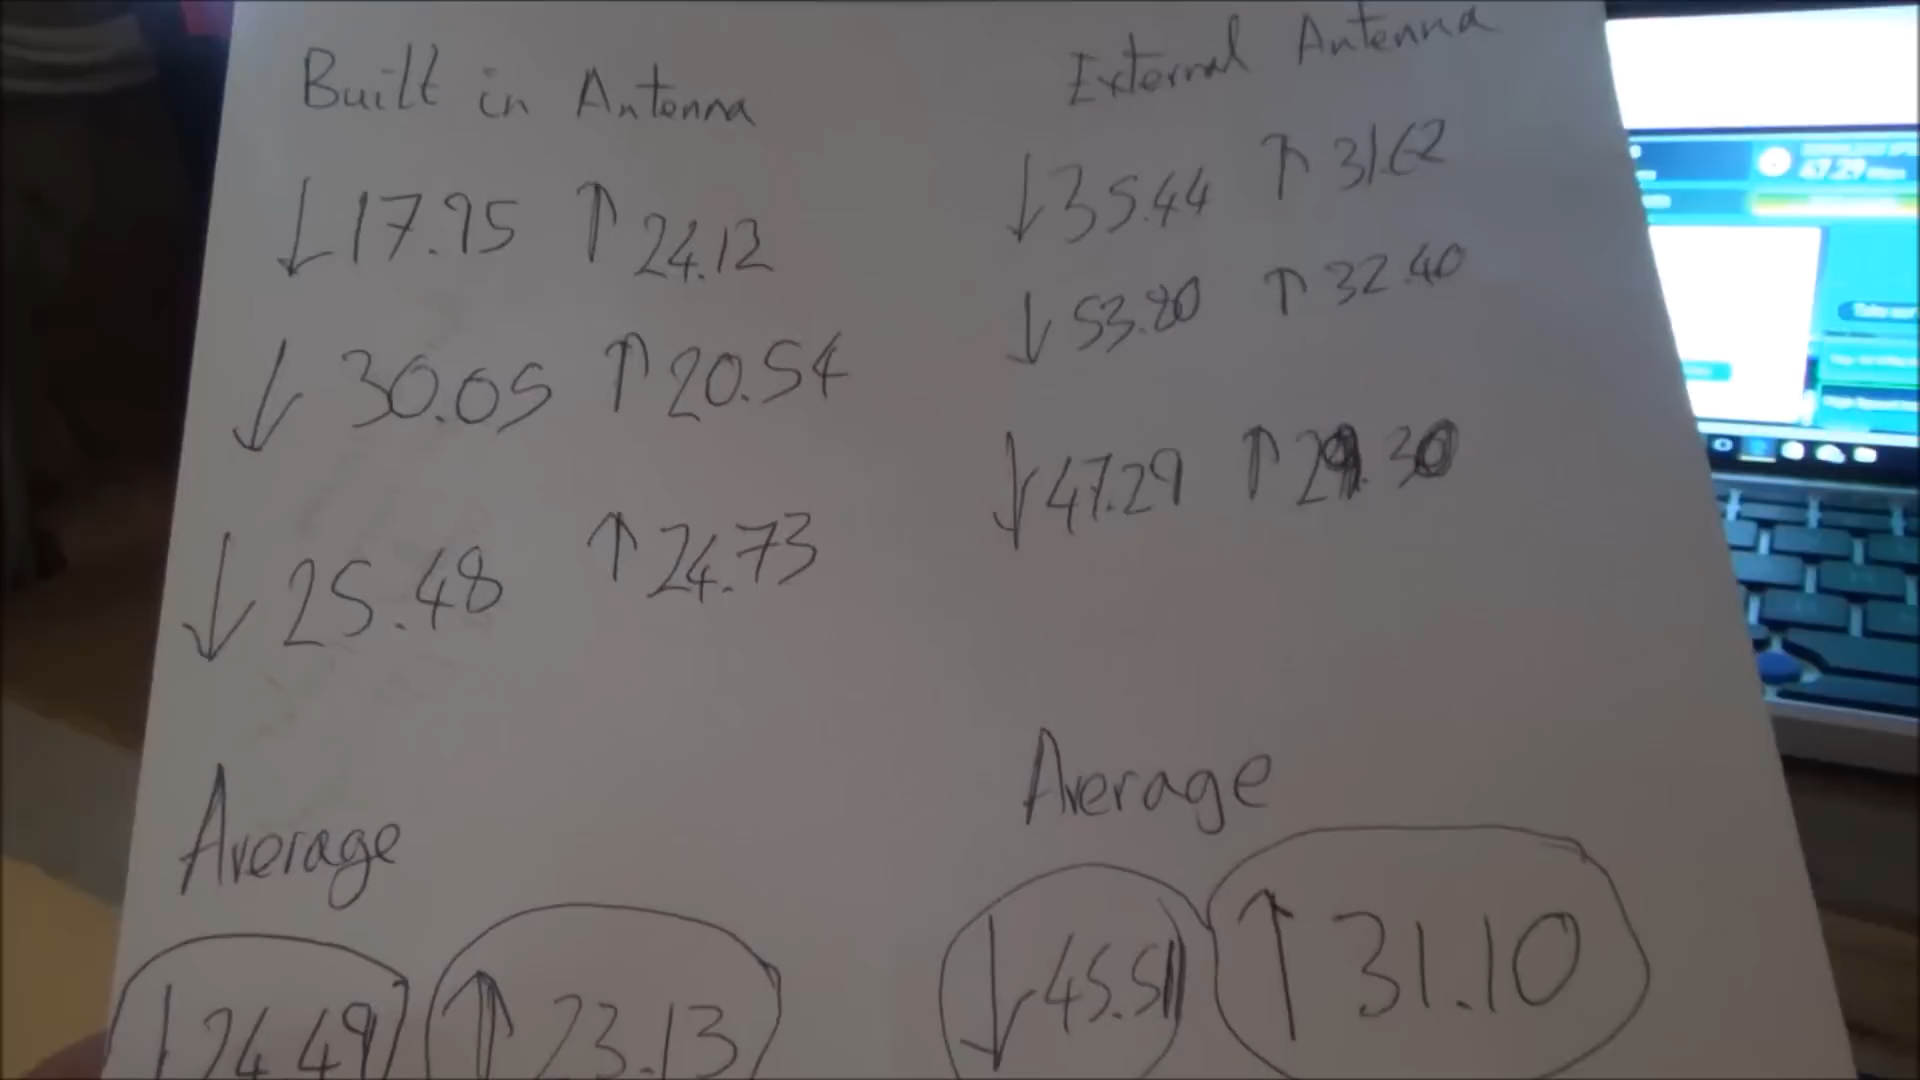 Built in Antenna
↓17.95 ↑24.12
↓30.05 ↑20.54
↓25.48 ↑24.73
Average
↓24.49 ↑23.13
External Antenna
↓35.44 ↑31.62
↓53.80 ↑32.40
↓47.29 ↑29.30
Average
↓45.51 ↑31.10
47.29